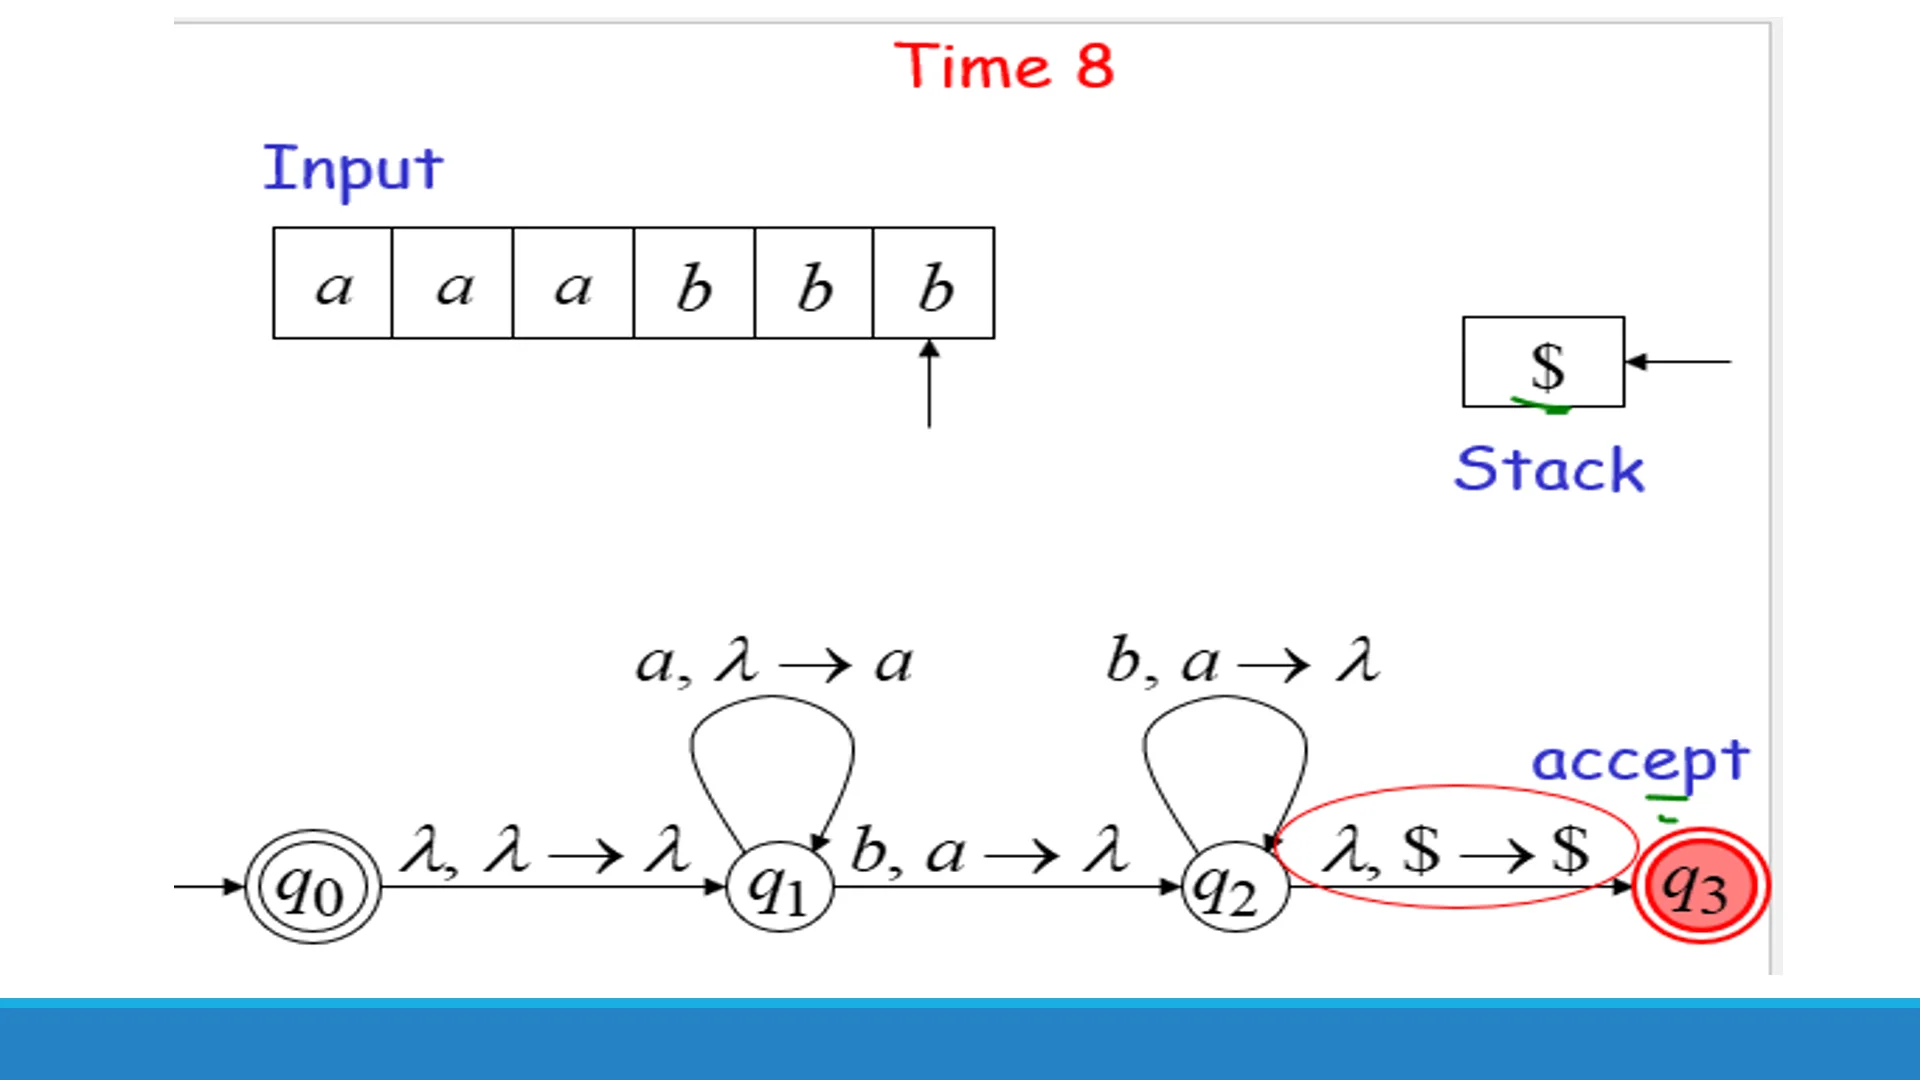 Time 8
Input
a a a b b b
$
Stack
a, λ → a
b, a → λ
accept
q0
λ, λ → λ
q1
b, a → λ
q2
λ, $ → $
q3